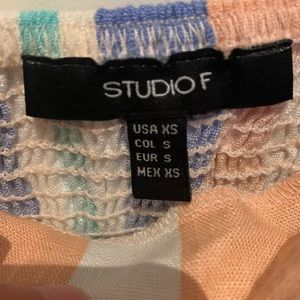 STUDIO F
USA XS
COL S
EUR S
MEX XS